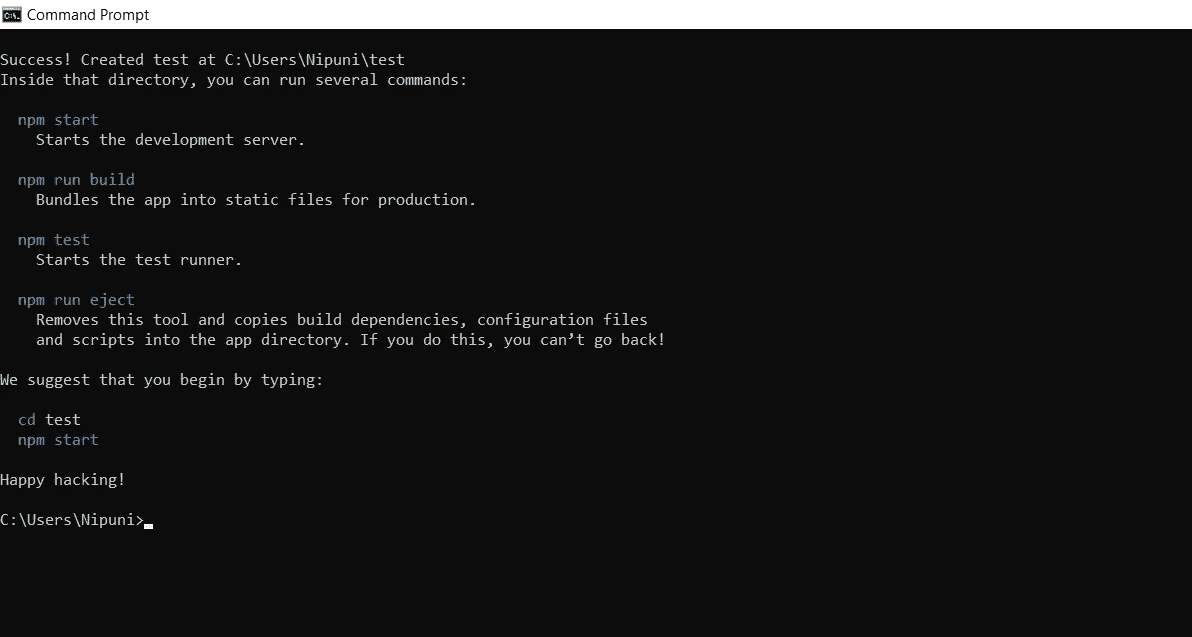 Command Prompt
Success! Created test at C:\Users\Nipuni\test
Inside that directory, you can run several commands:
npm start
Starts the development server.
npm run build
Bundles the app into static files for production.
npm test
Starts the test runner.
npm run eject
Removes this tool and copies build dependencies, configuration files
and scripts into the app directory. If you do this, you can’t go back!
We suggest that you begin by typing:
cd test
npm start
Happy hacking!
C:\Users\Nipuni>